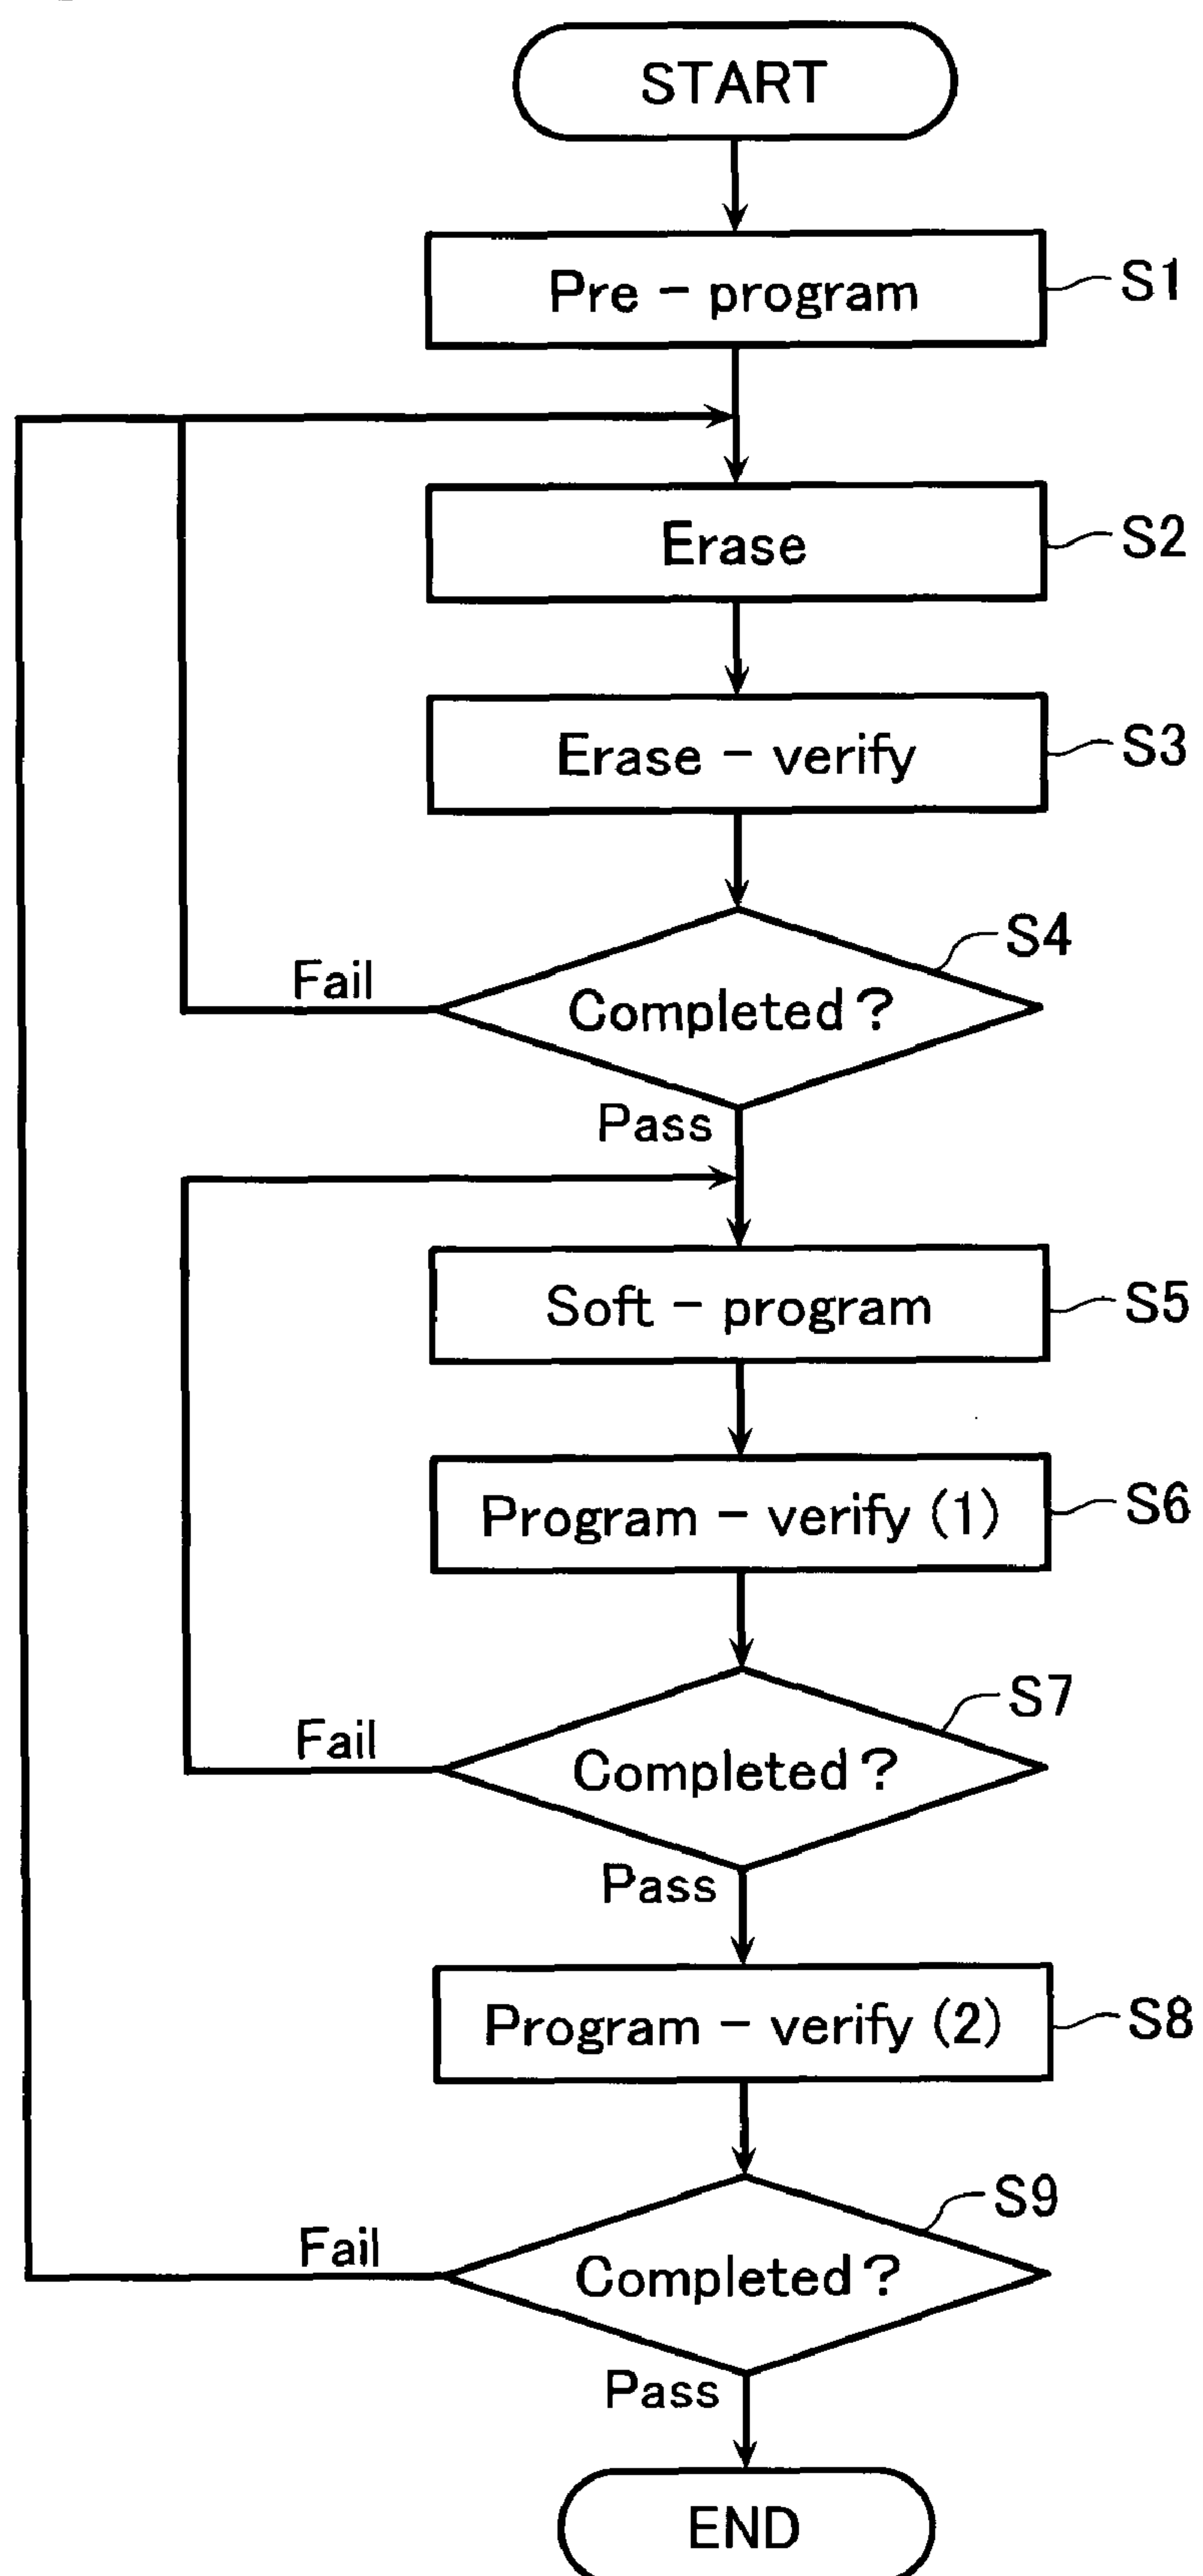 START
Pre - program
S1
Erase
S2
Erase - verify
S3
S4
Fail
Completed ?
Pass
Soft - program
S5
Program - verify (1)
S6
S7
Fail
Completed ?
Pass
Program - verify (2)
S8
S9
Fail
Completed ?
Pass
END